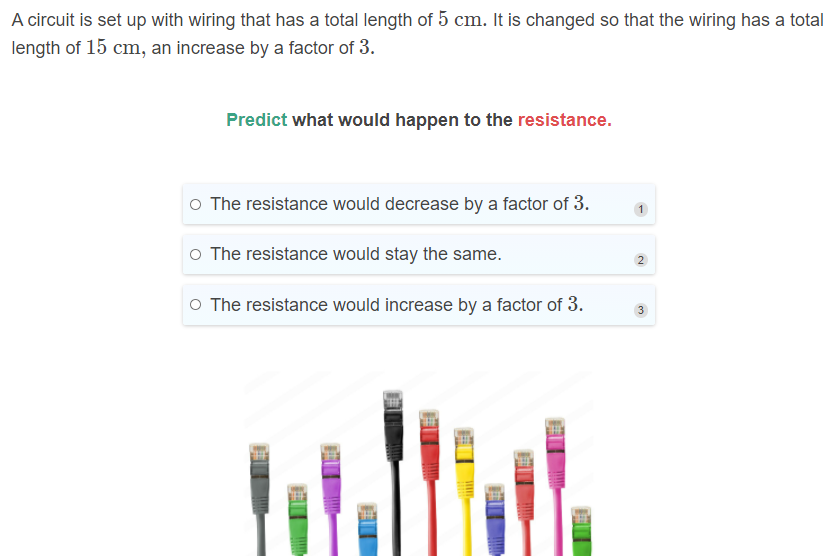 A circuit is set up with wiring that has a total length of 5 cm. It is changed so that the wiring has a total
length of 15 cm, an increase by a factor of 3.
Predict what would happen to the resistance.
The resistance would decrease by a factor of 3.
1
The resistance would stay the same.
2
The resistance would increase by a factor of 3.
3